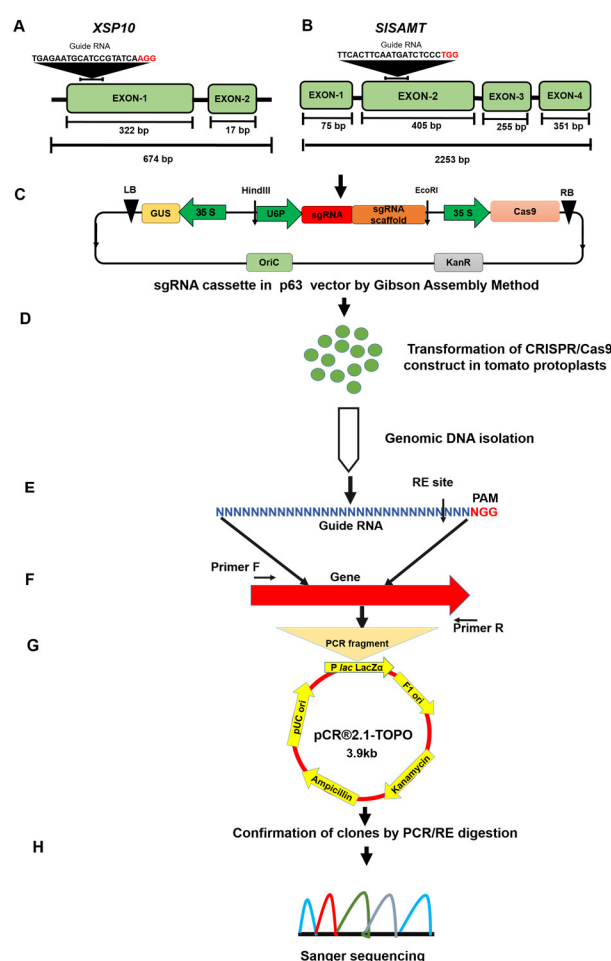 A
XSP10
Guide RNA
TGAGAATGCATCCGTATCAAGG
EXON-1
EXON-2
322 bp
17 bp
674 bp
B
SlSAMT
Guide RNA
TTCACTTCAATGATCTCCCTGG
EXON-1
EXON-2
EXON-3
EXON-4
75 bp
405 bp
255 bp
351 bp
2253 bp
C
LB
HindIII
EcoRI
RB
GUS
35 S
U6P
sgRNA
sgRNA
scaffold
35 S
Cas9
OriC
KanR
sgRNA cassette in p63 vector by Gibson Assembly Method
D
Transformation of CRISPR/Cas9
construct in tomato protoplasts
Genomic DNA isolation
E
RE site
PAM
NNNNNNNNNNNNNNNNNNNNNNNNNNNNNNNGG
Guide RNA
F
Primer F
Gene
Primer R
G
PCR fragment
P lac LacZα
F1 ori
pUC ori
pCR®2.1-TOPO
3.9kb
Ampicillin
Kanamycin
Confirmation of clones by PCR/RE digestion
H
Sanger sequencing